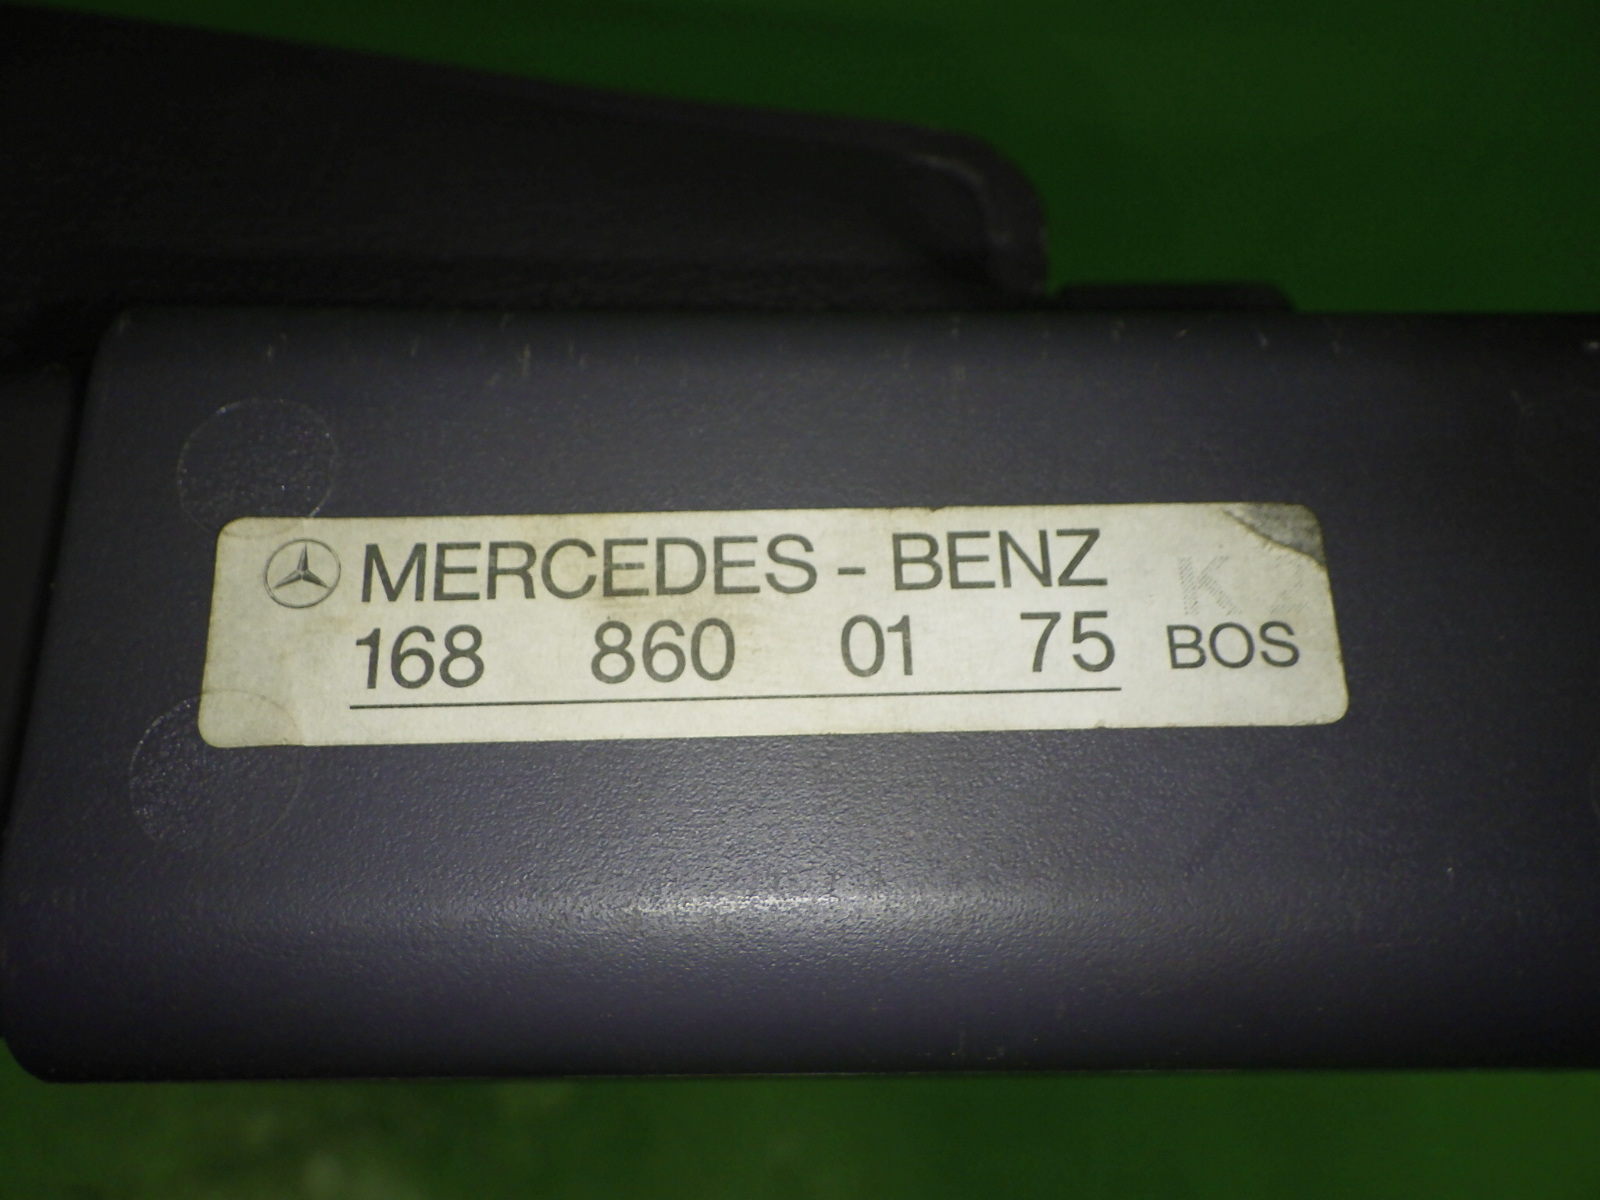 MERCEDES - BENZ
168 860 01 75 BOS